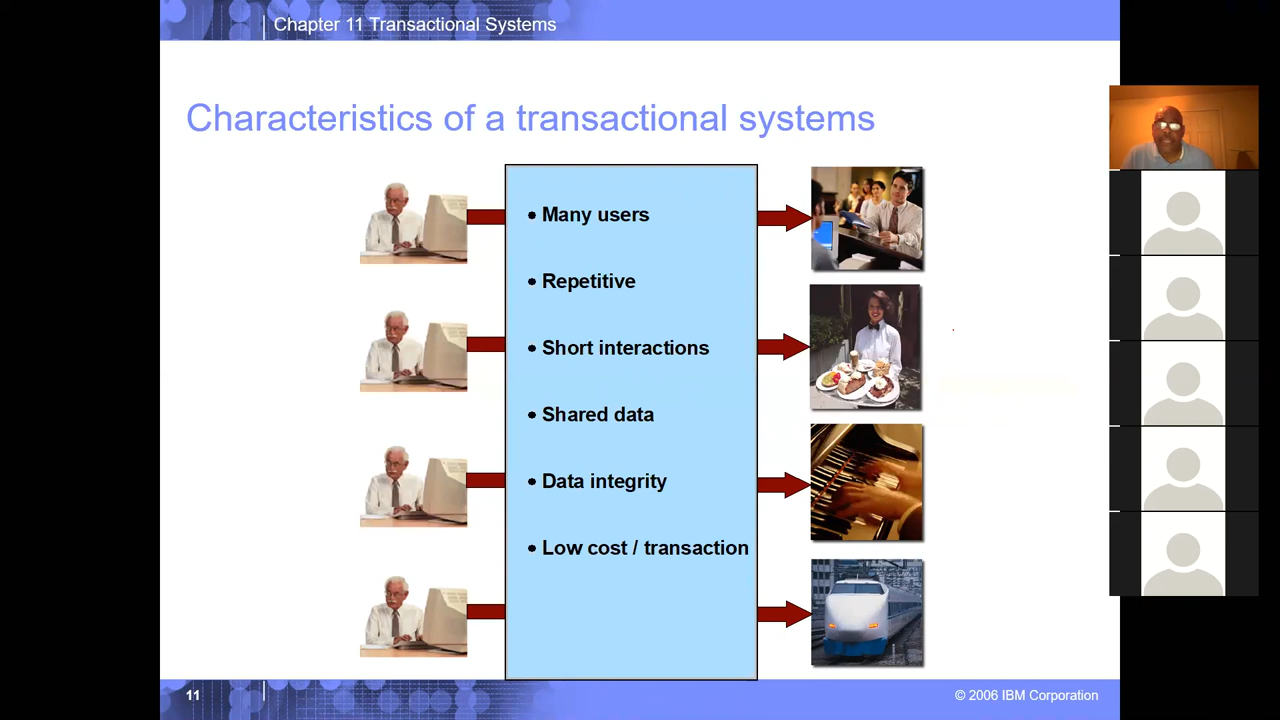 Chapter 11 Transactional Systems
Characteristics of a transactional systems
• Many users
• Repetitive
• Short interactions
• Shared data
• Data integrity
• Low cost / transaction
11
© 2006 IBM Corporation